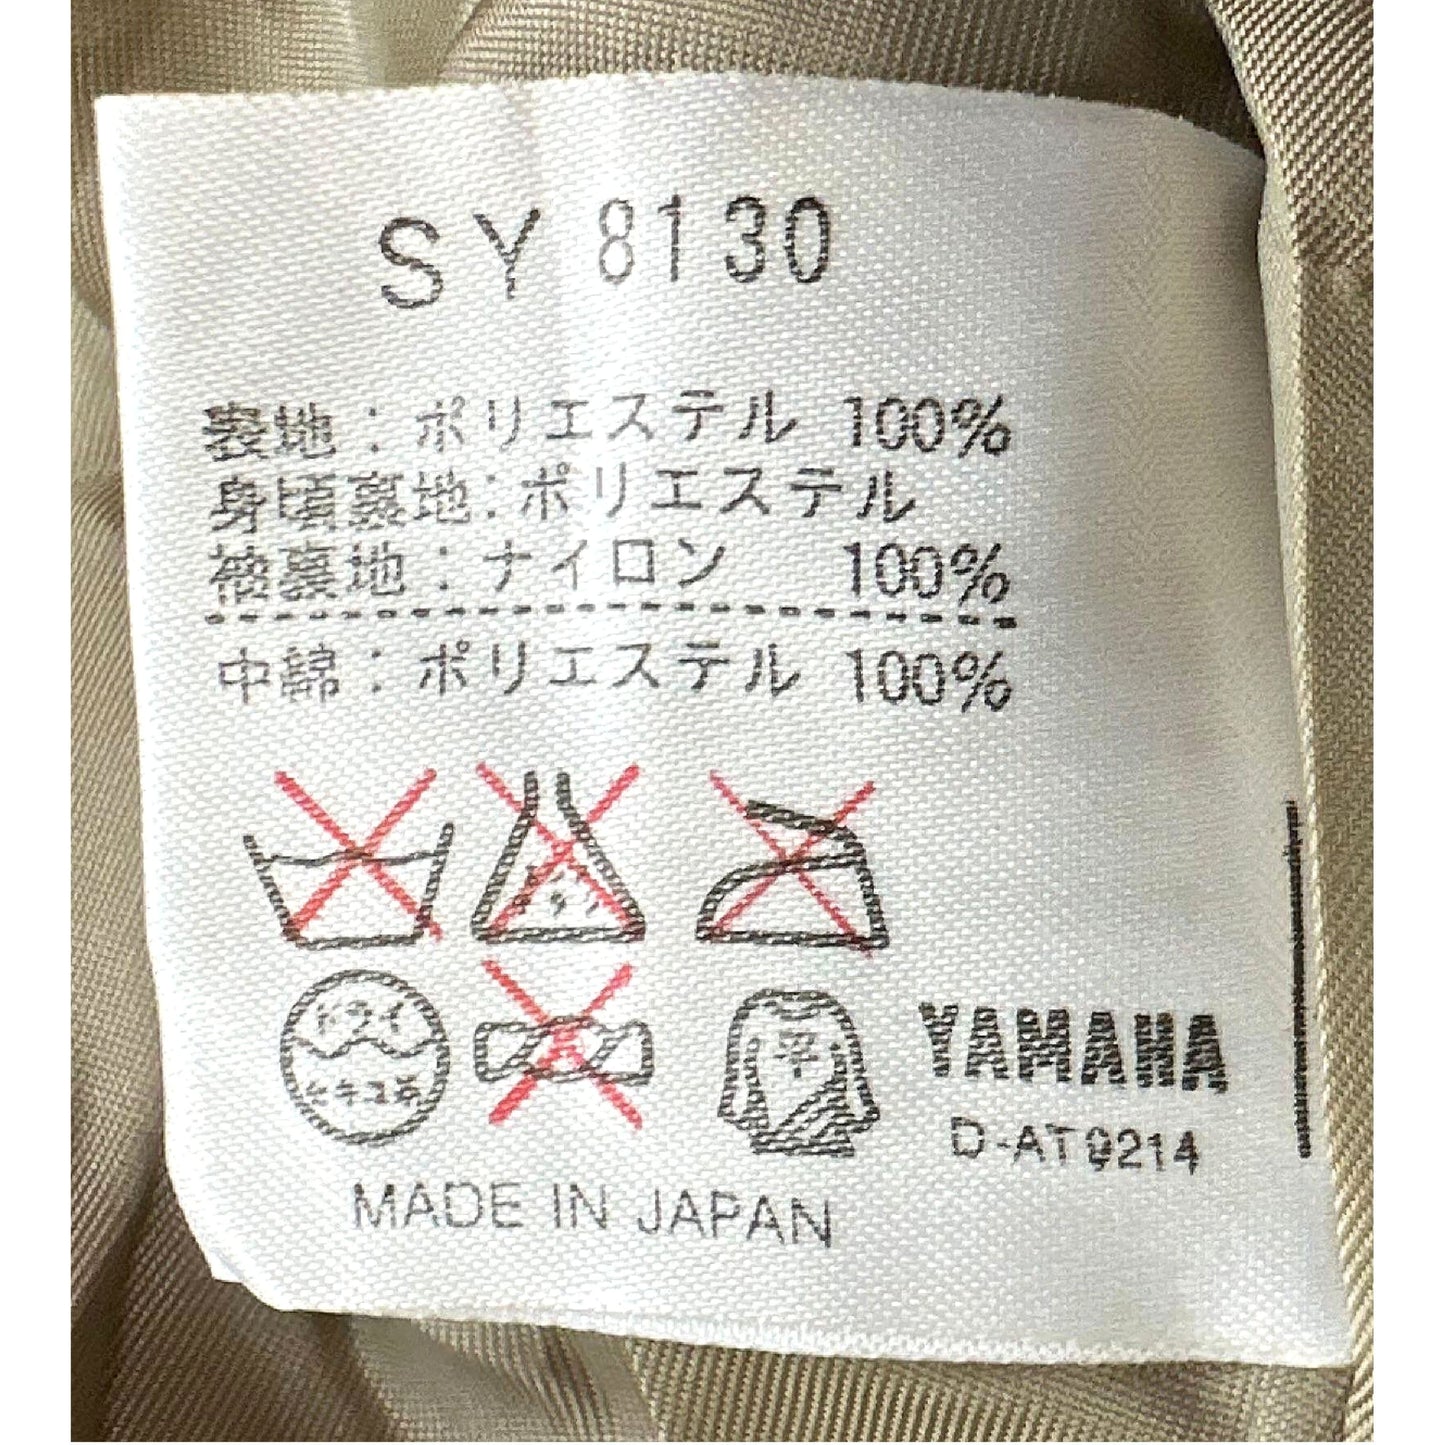 SY 8130
表地：ポリエステル 100%
身頃裏地：ポリエステル
袖裏地：ナイロン 100%
中綿：ポリエステル 100%
ドライ
セキユ系
平
YAMAHA
D-AT9214
MADE IN JAPAN